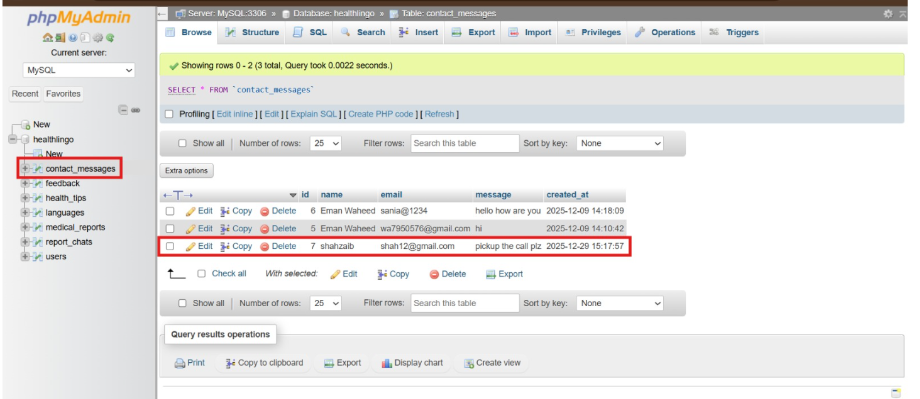 phpMyAdmin
Current server:
MySQL
Recent Favorites
New
healthlingo
New
contact_messages
feedback
health_tips
languages
medical_reports
report_chats
users
Server: MySQL:3306 » Database: healthlingo » Table: contact_messages
Browse Structure SQL Search Insert Export Import Privileges Operations Triggers
Showing rows 0 - 2 (3 total, Query took 0.0022 seconds.)
SELECT * FROM `contact_messages`
Profiling [ Edit inline ] [ Edit ] [ Explain SQL ] [ Create PHP code ] [ Refresh ]
Show all Number of rows: 25 Filter rows: Search this table Sort by key: None
Extra options
id name email message created_at
Edit Copy Delete 6 Eman Waheed sania@1234 hello how are you 2025-12-09 14:18:09
Edit Copy Delete 5 Eman Waheed wa7950576@gmail.com hi 2025-12-09 14:10:42
Edit Copy Delete 7 shahzaib shah12@gmail.com pickup the call plz 2025-12-29 15:17:57
Check all With selected: Edit Copy Delete Export
Show all Number of rows: 25 Filter rows: Search this table Sort by key: None
Query results operations
Print Copy to clipboard Export Display chart Create view